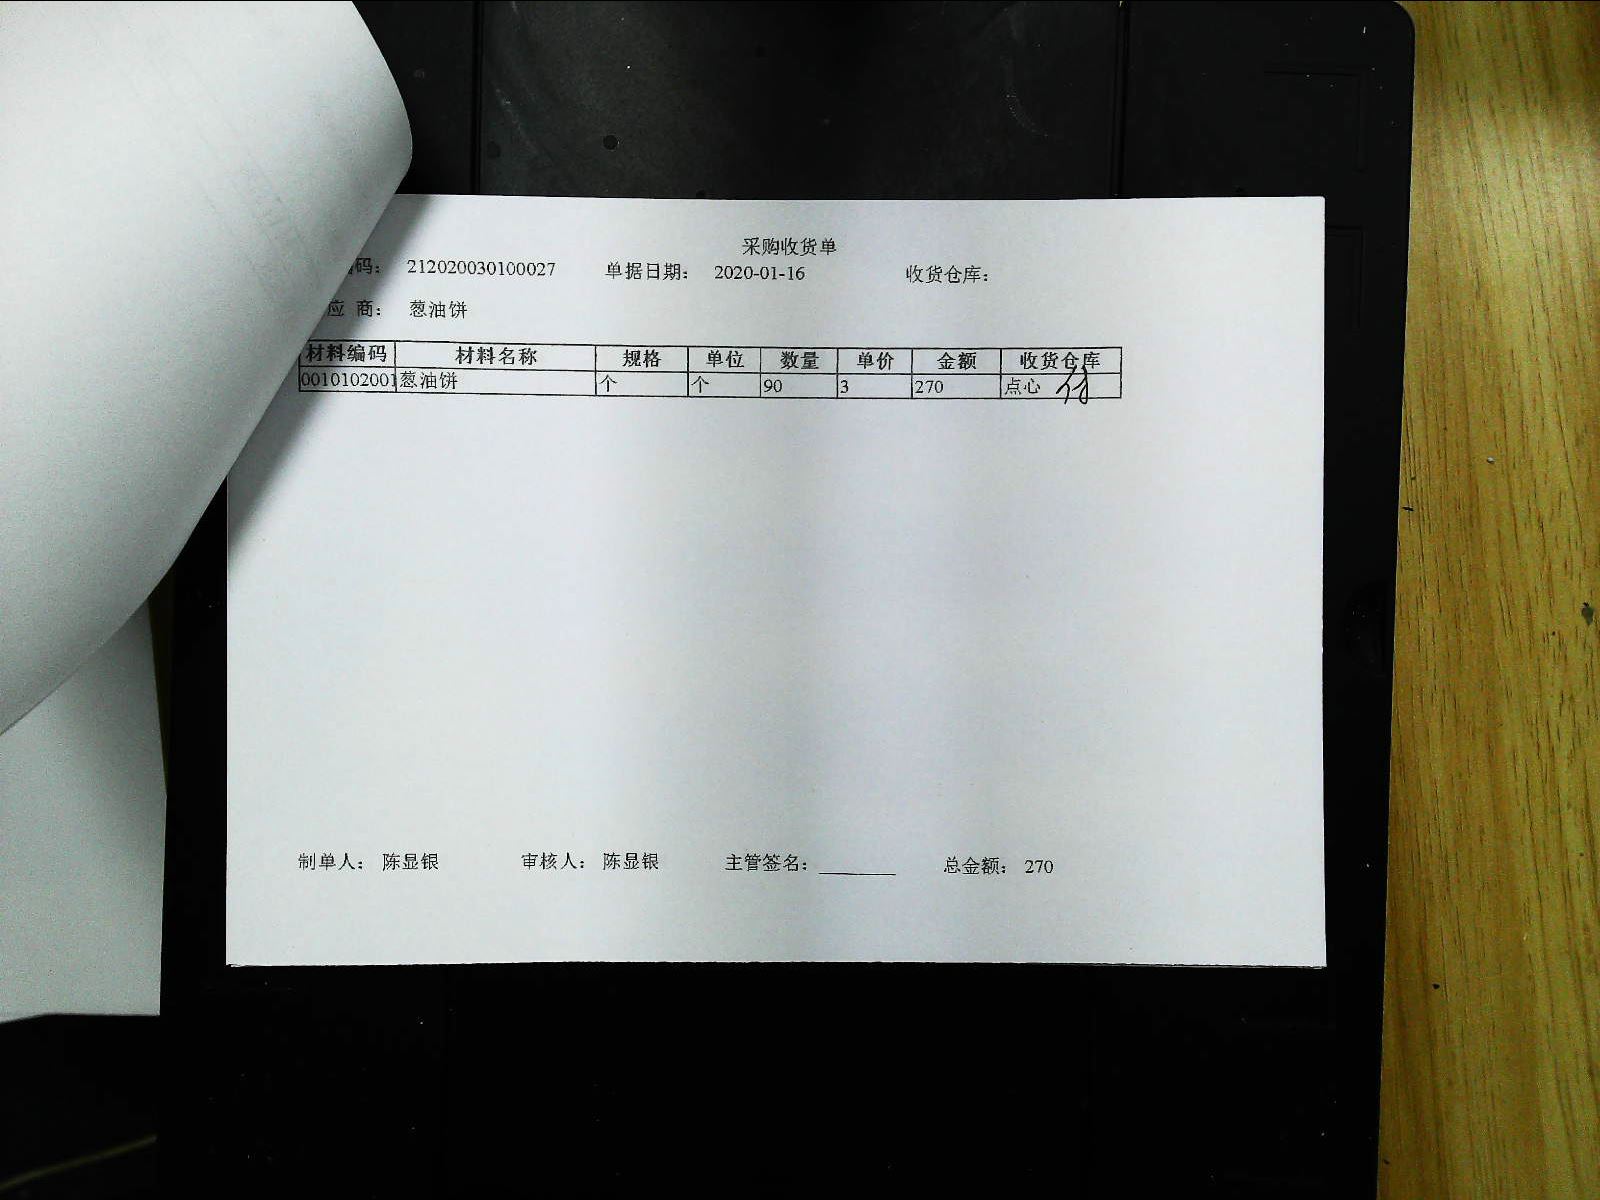 采购收货单
码： 212020030100027 单据日期： 2020-01-16 收货仓库：
应 商： 葱油饼
材料编码 材料名称 规格 单位 数量 单价 金额 收货仓库
0010102001 葱油饼 个 个 90 3 270 点心
制单人： 陈显银 审核人： 陈显银 主管签名： 总金额： 270